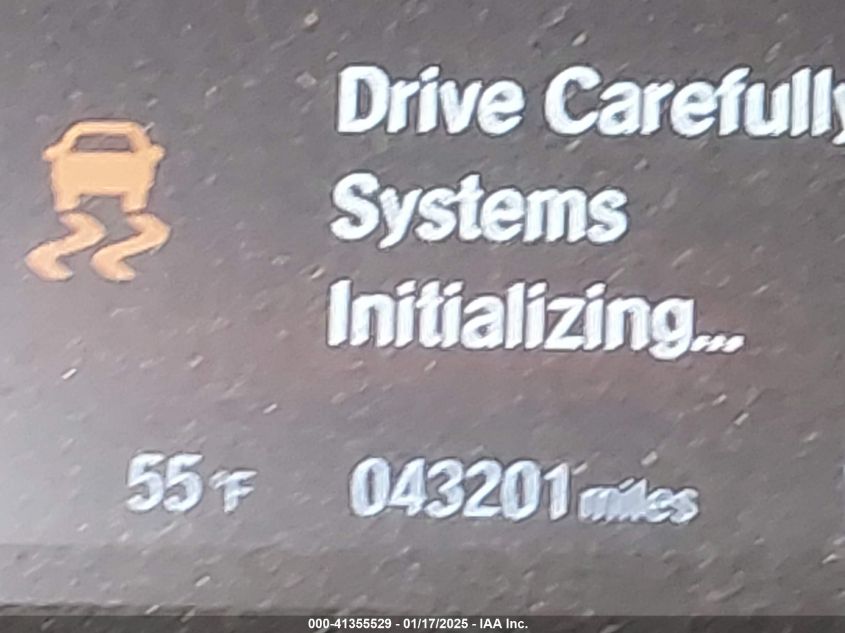 Drive Carefully
Systems
Initializing...
55 °F 043201 miles
000-41355529 - 01/17/2025 - IAA Inc.